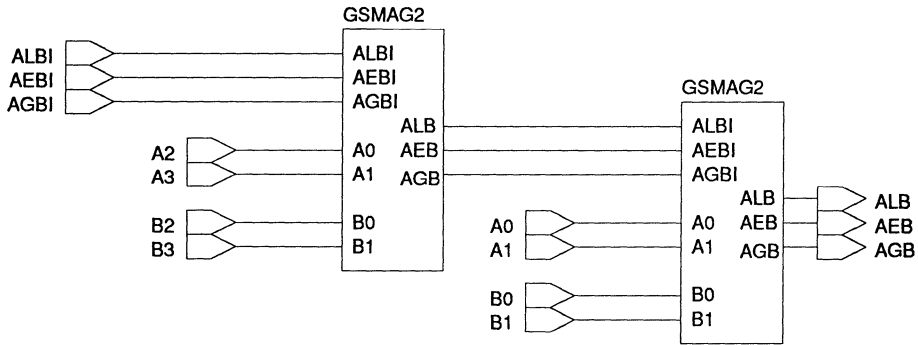 GSMAG2
ALBI
AEBI
AGBI
ALBI
AEBI
AGBI
ALB
AEB
AGB
A2
A3
A0
A1
B2
B3
B0
B1
GSMAG2
ALBI
AEBI
AGBI
ALB
AEB
AGB
ALB
AEB
AGB
A0
A1
A0
A1
B0
B1
B0
B1